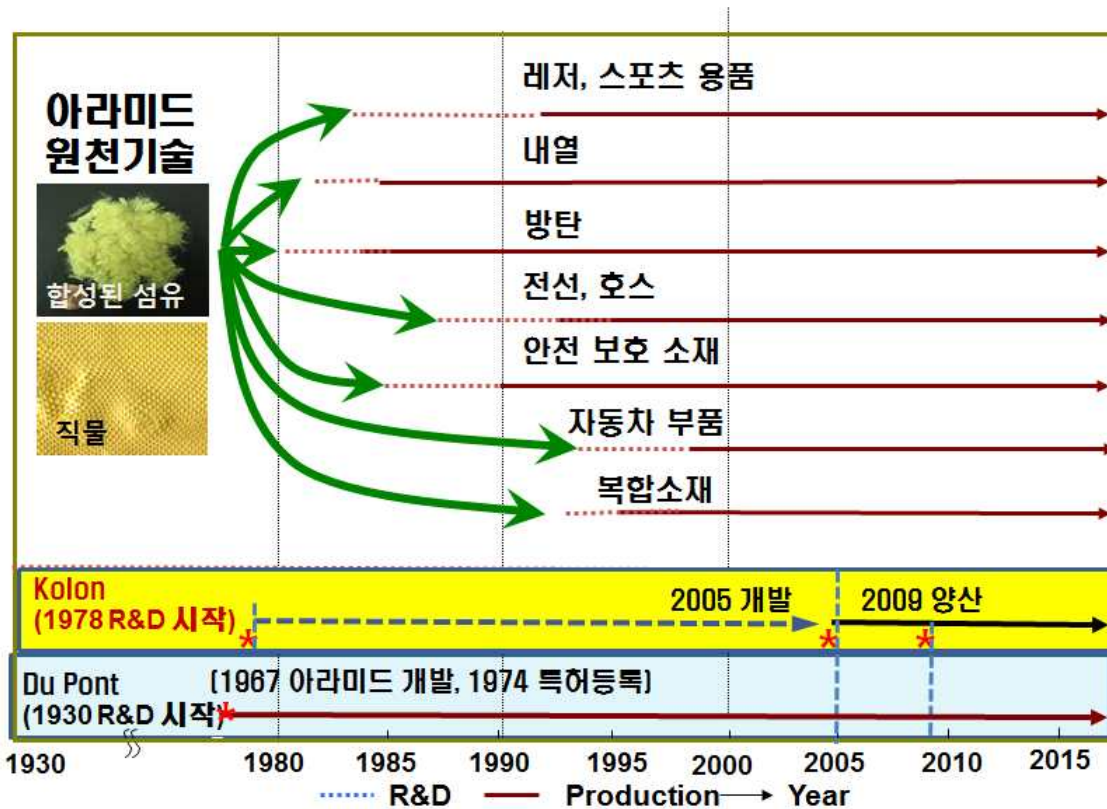 아라미드
원천기술
합성된 섬유
직물
레저, 스포츠 용품
내열
방탄
전선, 호스
안전 보호 소재
자동차 부품
복합소재
Kolon
(1978 R&D 시작)
2005 개발
2009 양산
Du Pont
(1930 R&D 시작)
(1967 아라미드 개발, 1974 특허등록)
1930 1980 1985 1990 1995 2000 2005 2010 2015
R&D Production Year